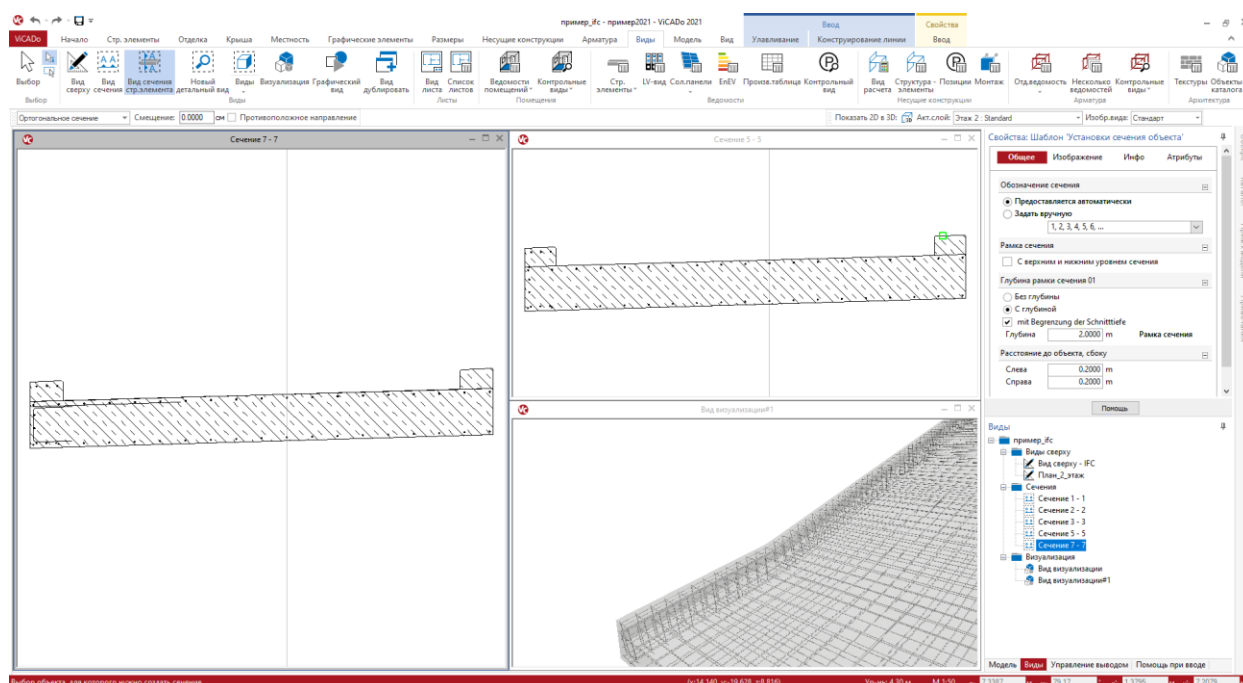 пример_ifc - пример2021 - ViCADo 2021
Ввод
Свойства
ViCADo Начало Стр. элементы Отделка Крыша Местность Графические элементы Размеры Несущие конструкции Арматура Виды Модель Вид Улавливание Конструирование линии Ввод
Выбор Вид сверху Вид сечения Вид сечения стр.элемента Новый детальный вид Виды Визуализация Графический вид Вид дублировать Вид листа Список листов Ведомости помещений Контрольные виды Стр. элементы LV-вид Сол.панели EnEV Произв.таблица Контрольный вид Вид расчета Структура - элементы Позиции Монтаж Отд.ведомость Несколько ведомостей Контрольные виды Текстуры Объекты каталога
Выбор Виды Листы Помещения Ведомости Несущие конструкции Арматура Архитектура
Ортогональное сечение Смещение: 0.0000 см Противоположное направление Показать 2D в 3D: Акт.слой: Этаж 2 : Standard Изобр.вида: Стандарт
Сечение 7 - 7
Сечение 5 - 5
Вид визуализации#1
Свойства: Шаблон 'Установки сечения объекта'
Общее Изображение Инфо Атрибуты
Обозначение сечения
Предоставляется автоматически
Задать вручную
1, 2, 3, 4, 5, 6, ...
Рамка сечения
С верхним и нижним уровнем сечения
Глубина рамки сечения 01
Без глубины
С глубиной
mit Begrenzung der Schnitttiefe
Глубина 2.0000 m Рамка сечения
Расстояние до объекта, сбоку
Слева 0.2000 m
Справа 0.2000 m
Помощь
Виды
пример_ifc
Виды сверху
Вид сверху - IFC
План_2_этаж
Сечения
Сечение 1 - 1
Сечение 2 - 2
Сечение 3 - 3
Сечение 5 - 5
Сечение 7 - 7
Визуализация
Вид визуализации
Вид визуализации#1
Модель Виды Управление выводом Помощь при вводе